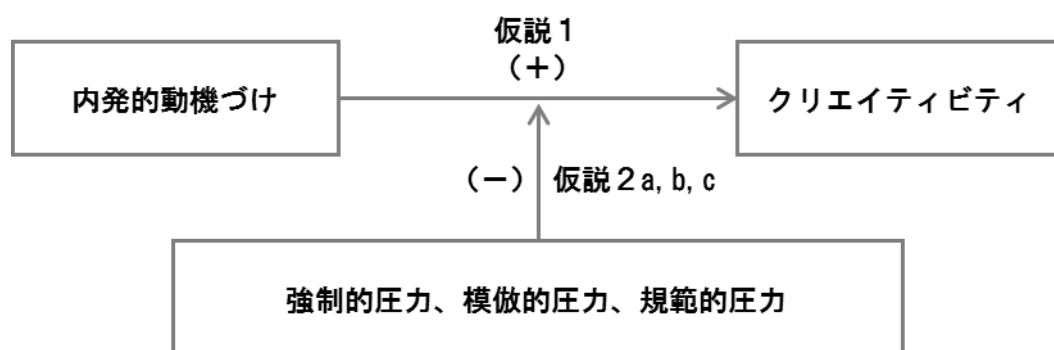 仮説１
（＋）
内発的動機づけ
クリエイティビティ
（－）
仮説２a, b, c
強制的圧力、模倣的圧力、規範的圧力